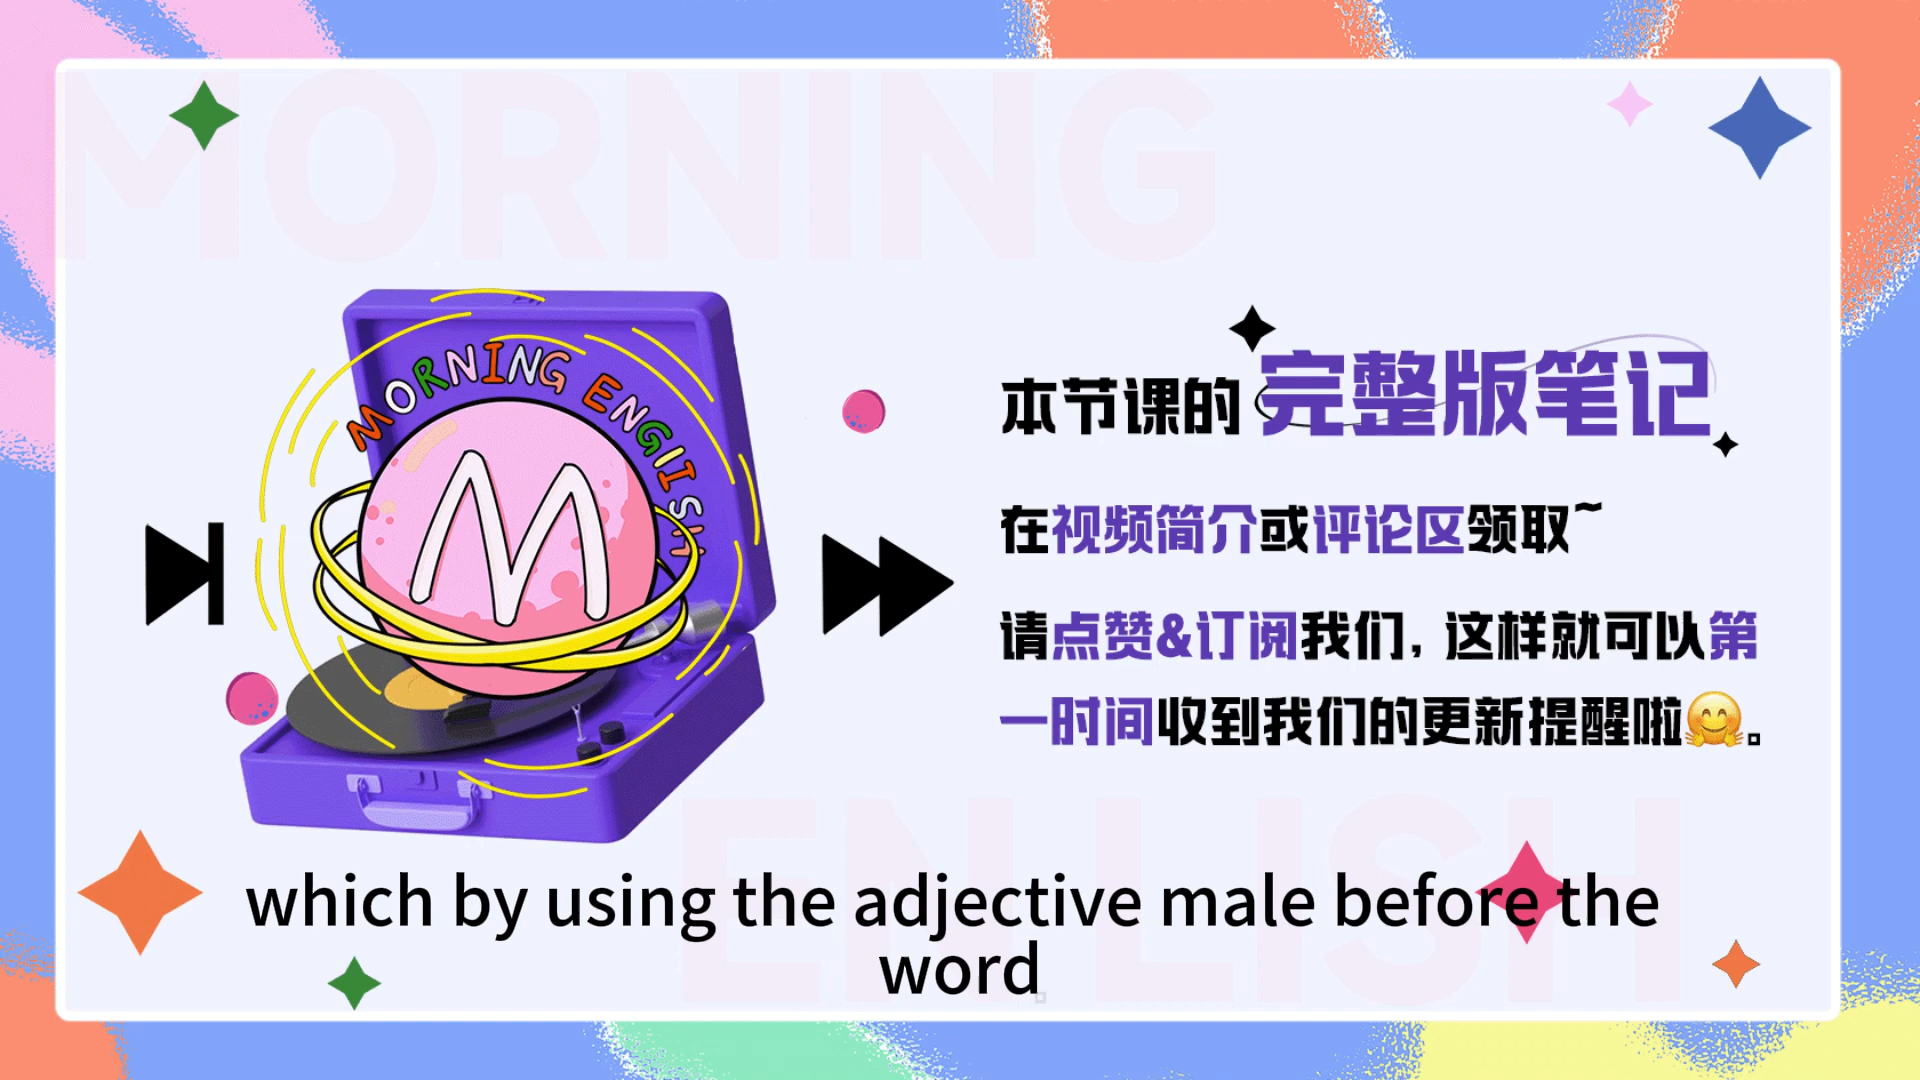 MORNING
MORNING ENGLISH
M
本节课的完整版笔记
在视频简介或评论区领取~
请点赞&订阅我们，这样就可以第
一时间收到我们的更新提醒啦🤗。
EN LISH
which by using the adjective male before the
word